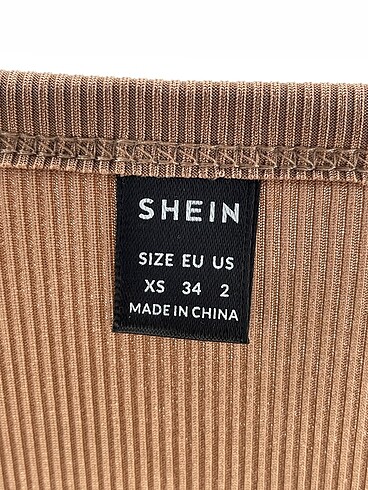 SHEIN
SIZE EU US
XS 34 2
MADE IN CHINA